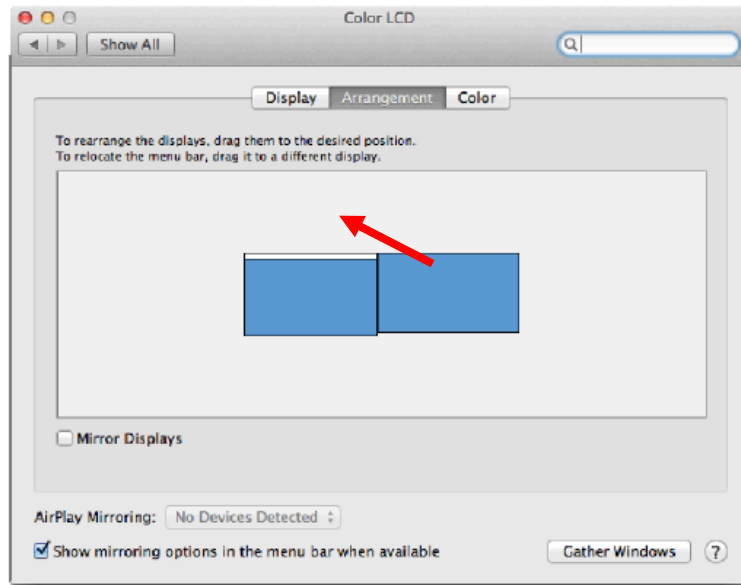 Color LCD
Show All
Display Arrangement Color
To rearrange the displays, drag them to the desired position.
To relocate the menu bar, drag it to a different display.
Mirror Displays
AirPlay Mirroring: No Devices Detected
Show mirroring options in the menu bar when available
Gather Windows ?